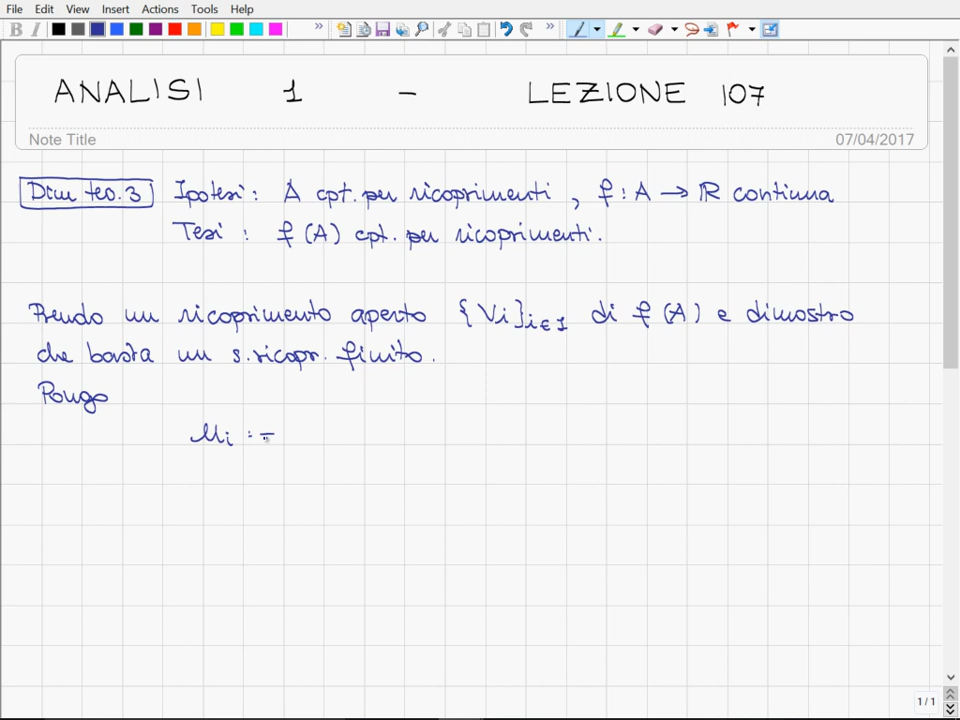 File Edit View Insert Actions Tools Help
B I
ANALISI 1 - LEZIONE 107
Note Title 07/04/2017
Dim teo. 3 Ipotesi: A cpt. per ricoprimenti, f: A → ℝ continua
Tesi: f(A) cpt. per ricoprimenti.
Prendo un ricoprimento aperto {Vi}i∈I di f(A) e dimostro
che basta un s.ricopr. finito.
Pongo
Ui :=
1/1